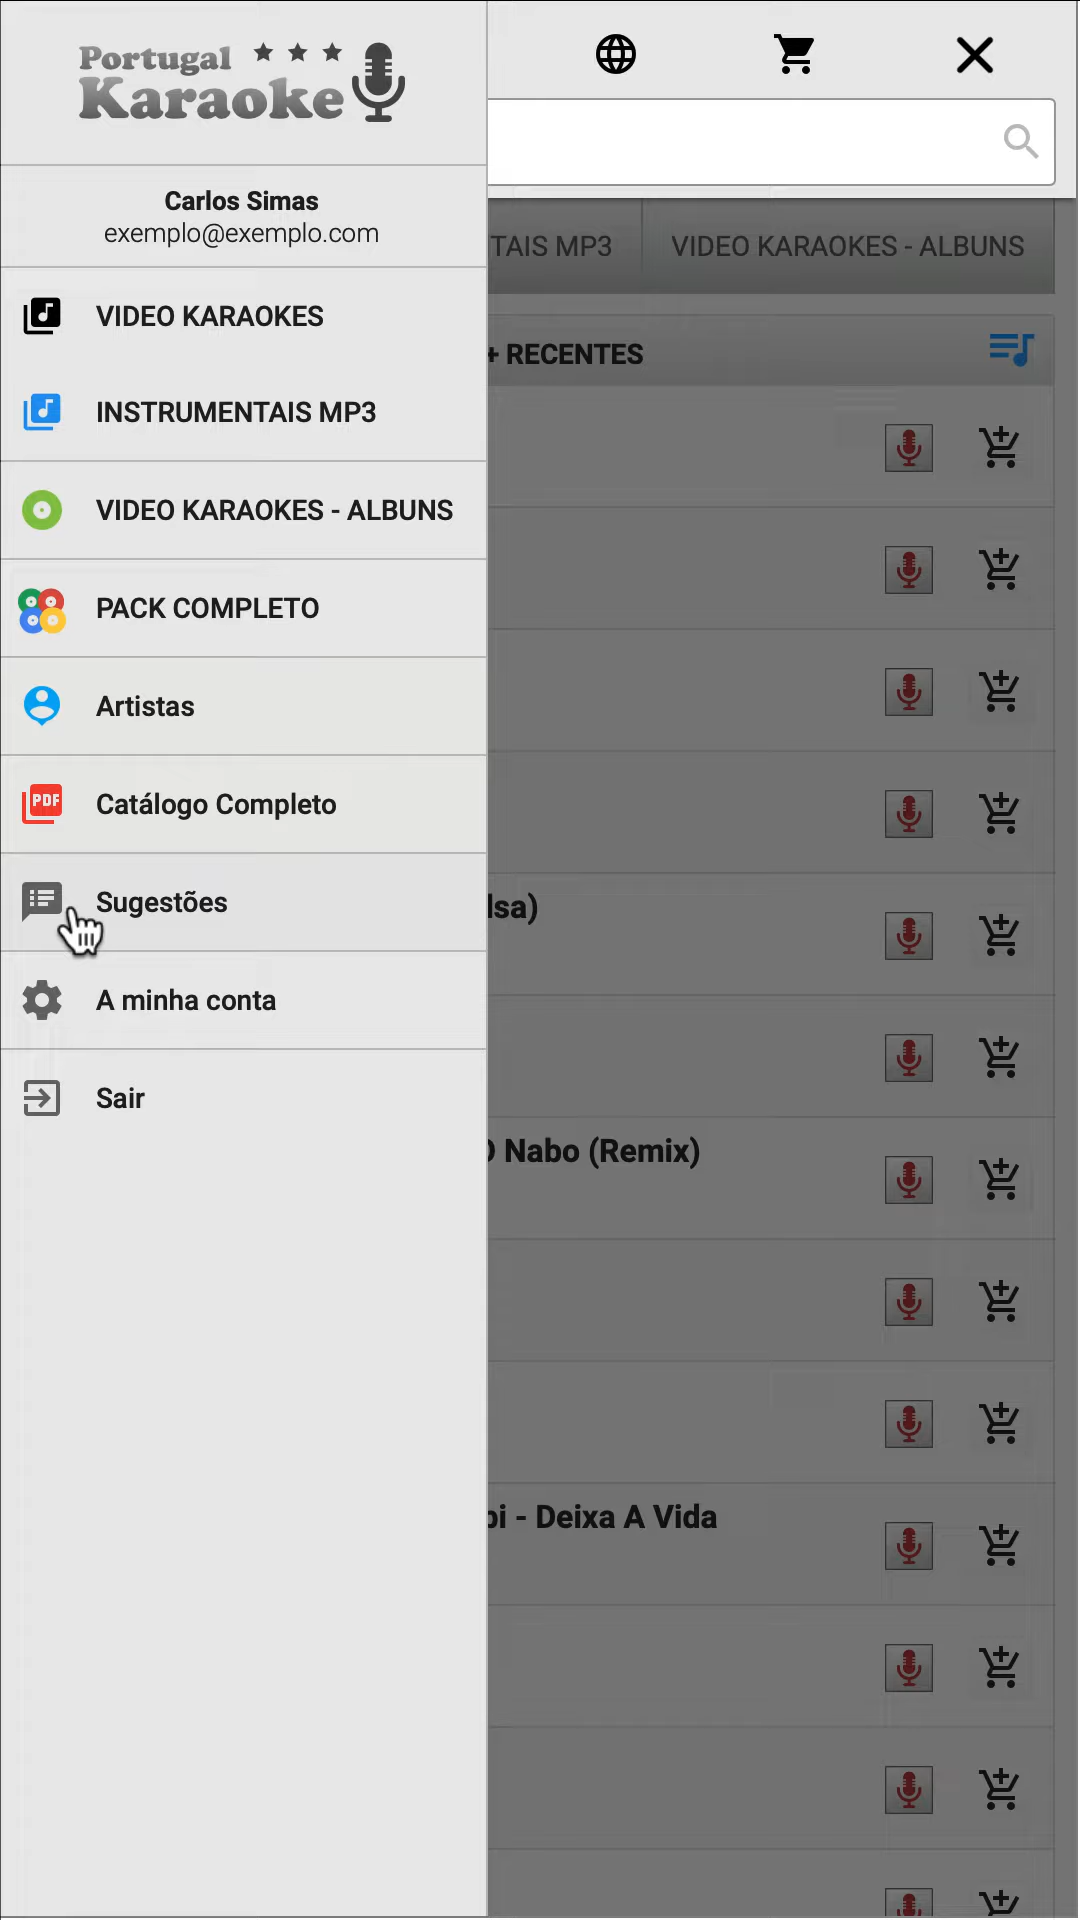 Portugal
Karaoke
Carlos Simas
exemplo@exemplo.com
TAIS MP3
VIDEO KARAOKES - ALBUNS
VIDEO KARAOKES
+ RECENTES
INSTRUMENTAIS MP3
VIDEO KARAOKES - ALBUNS
PACK COMPLETO
Artistas
PDF
Catálogo Completo
Sugestões
lsa)
A minha conta
Sair
O Nabo (Remix)
oi - Deixa A Vida